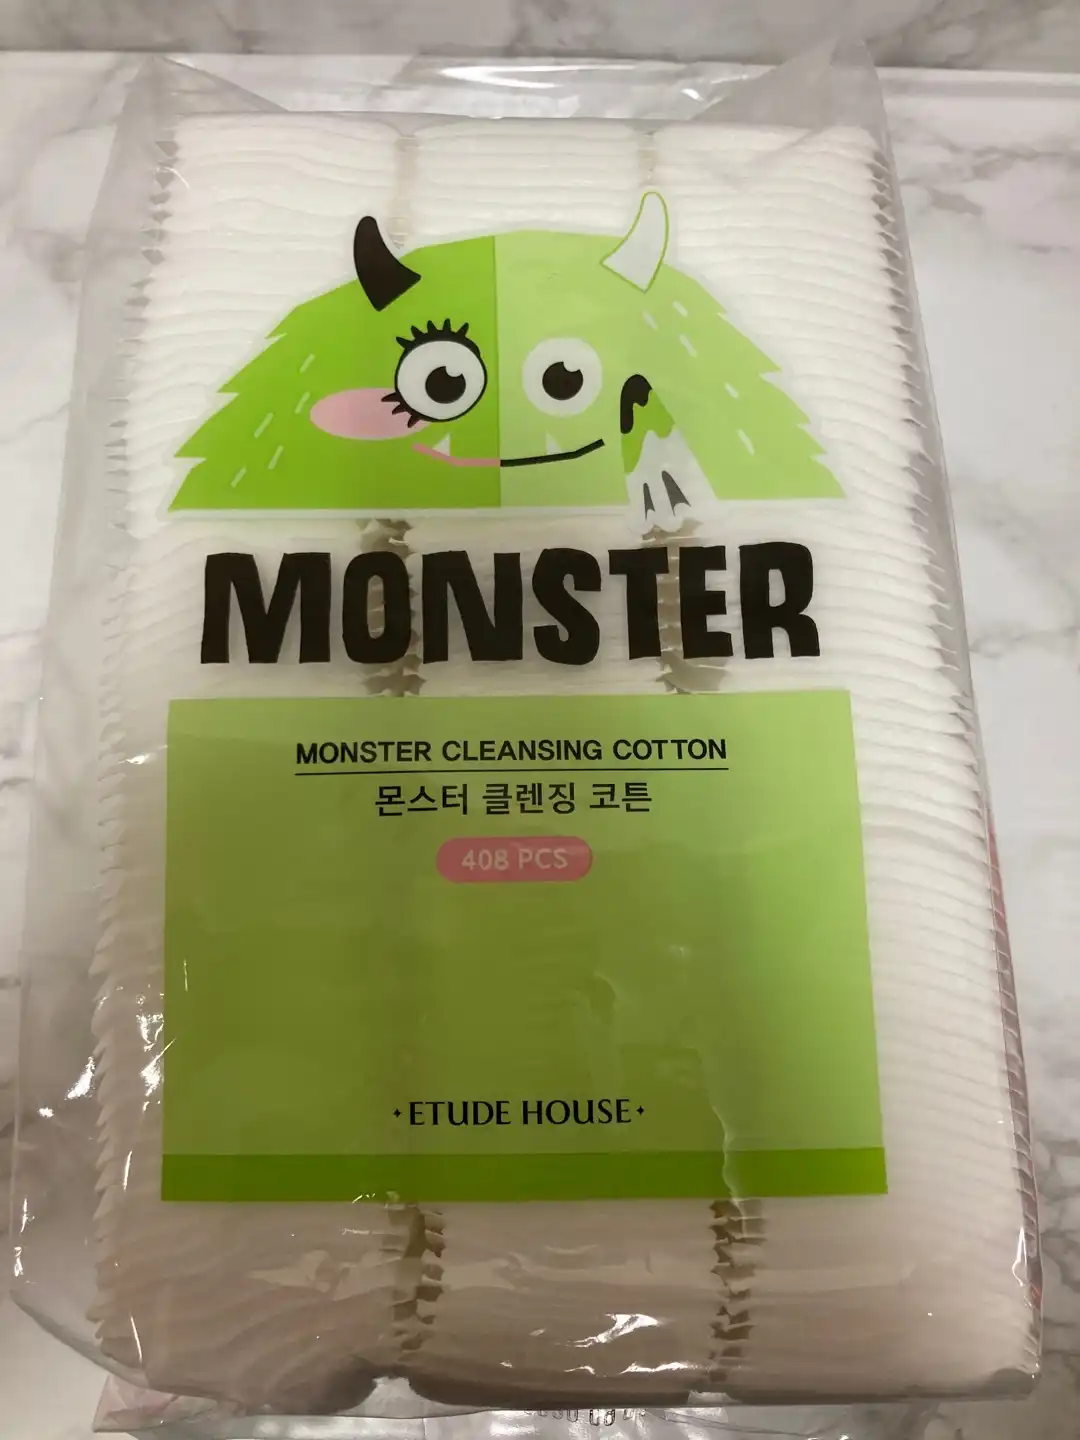 MONSTER
MONSTER CLEANSING COTTON
몬스터 클렌징 코튼
408 PCS
ETUDE HOUSE